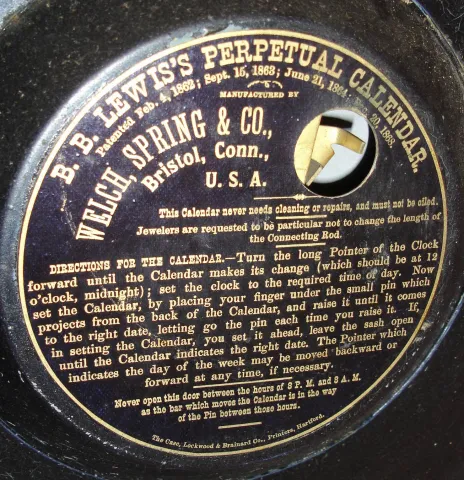 B. B. LEWIS'S PERPETUAL CALENDAR.
Patented Feb. 4, 1862; Sept. 15, 1863; June 21, 1864; 20, 1868.
MANUFACTURED BY
WELCH, SPRING & CO.,
Bristol, Conn.,
U. S. A.
This Calendar never needs cleaning or repairs, and must not be oiled.
Jewelers are requested to be particular not to change the length of
the Connecting Rod.
DIRECTIONS FOR THE CALENDAR.—Turn the long Pointer of the Clock
forward until the Calendar makes its change (which should be at 12
o'clock, midnight); set the clock to the required time of day. Now
set the Calendar, by placing your finger under the small pin which
projects from the back of the Calendar, and raise it until it comes
to the right date, letting go the pin each time you raise it. If,
in setting the Calendar, you set it ahead, leave the sash open
until the Calendar indicates the right date. The Pointer which
indicates the day of the week may be moved backward or
forward at any time, if necessary.
Never open this door between the hours of 8 P. M. and 3 A. M.
as the bar which moves the Calendar is in the way
of the Pin between those hours.
The Case, Lockwood & Brainard Co., Printers, Hartford.